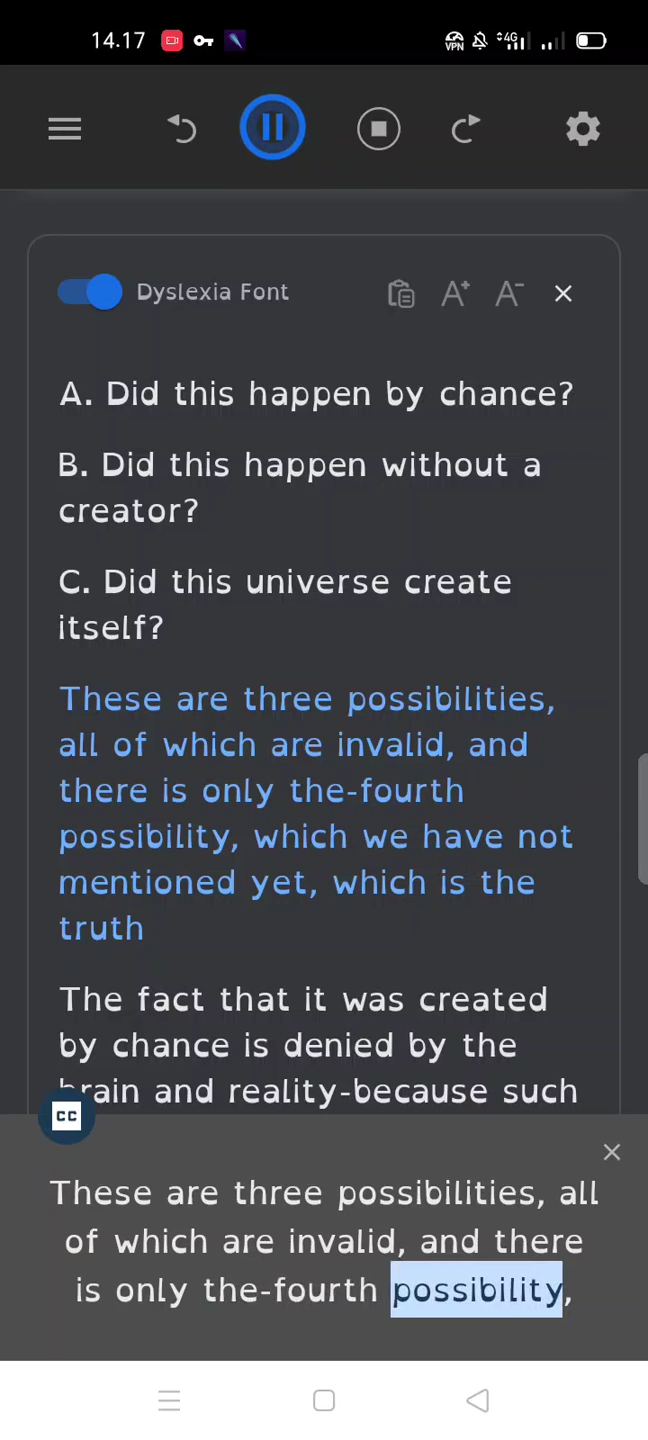 14.17
VPN
4G
Dyslexia Font
A+
A-
A. Did this happen by chance?
B. Did this happen without a
creator?
C. Did this universe create
itself?
These are three possibilities,
all of which are invalid, and
there is only the-fourth
possibility, which we have not
mentioned yet, which is the
truth
The fact that it was created
by chance is denied by the
brain and reality-because such
CC
These are three possibilities, all
of which are invalid, and there
is only the-fourth possibility,